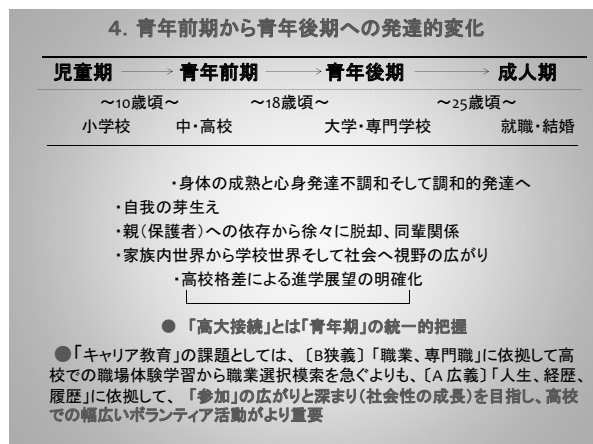 4．青年前期から青年後期への発達的変化
児童期 → 青年前期 → 青年後期 → 成人期
～10歳頃～ ～18歳頃～ ～25歳頃～
小学校 中・高校 大学・専門学校 就職・結婚
・身体の成熟と心身発達不調和そして調和的発達へ
・自我の芽生え
・親（保護者）への依存から徐々に脱却、同輩関係
・家族内世界から学校世界そして社会へ視野の広がり
・高校格差による進学展望の明確化
● 「高大接続」とは「青年期」の統一的把握
●「キャリア教育」の課題としては、〔B狭義〕「職業、専門職」に依拠して高
校での職場体験学習から職業選択模索を急ぐよりも、〔A 広義〕「人生、経歴、
履歴」に依拠して、 「参加」の広がりと深まり（社会性の成長）を目指し、高校
での幅広いボランティア活動がより重要